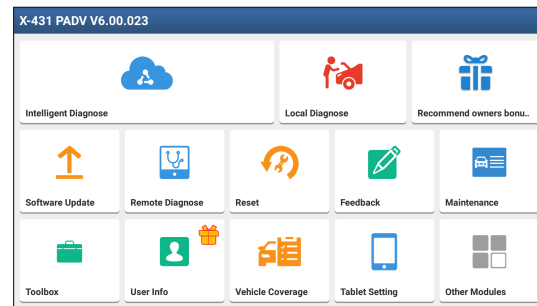 X-431 PADV V6.00.023
Intelligent Diagnose
Local Diagnose
Recommend owners bonu..
Software Update
Remote Diagnose
Reset
Feedback
Maintenance
Toolbox
User Info
Vehicle Coverage
Tablet Setting
Other Modules